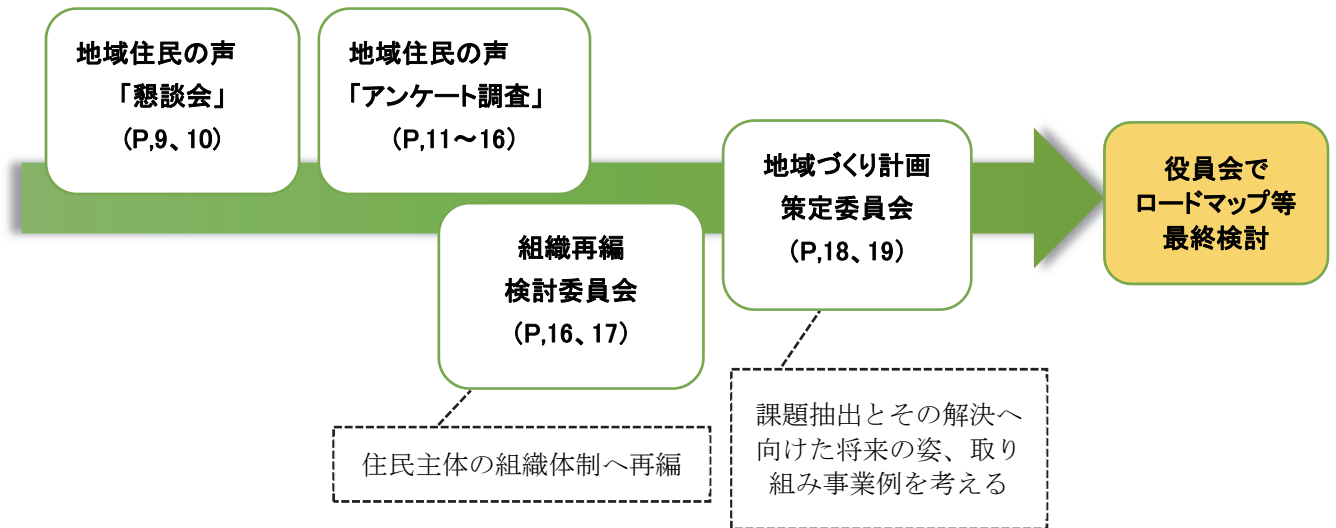 地域住民の声
「懇談会」
(P,9、10)
地域住民の声
「アンケート調査」
(P,11～16)
組織再編
検討委員会
(P,16、17)
住民主体の組織体制へ再編
地域づくり計画
策定委員会
(P,18、19)
課題抽出とその解決へ
向けた将来の姿、取り
組み事業例を考える
役員会で
ロードマップ等
最終検討